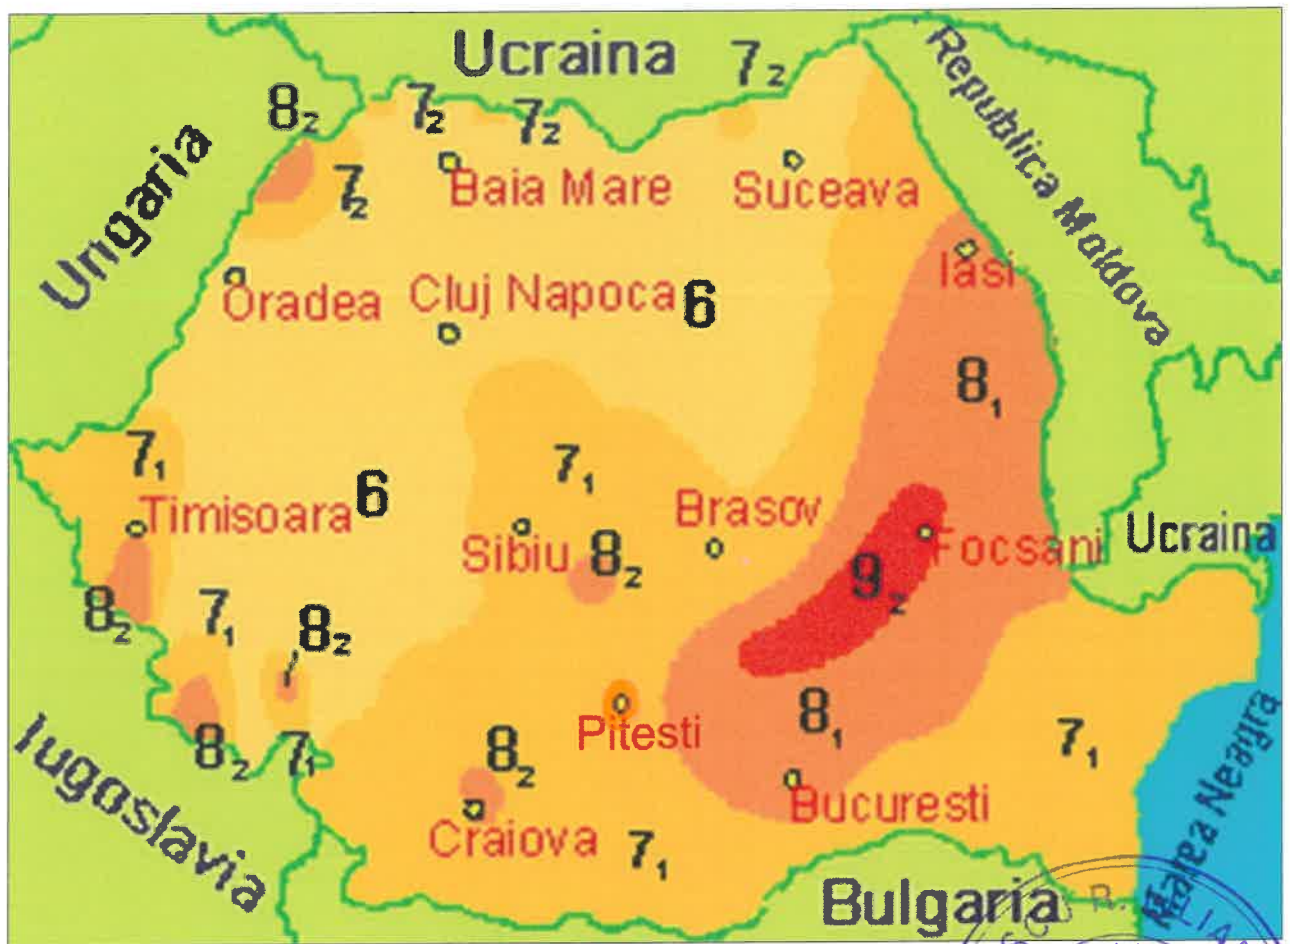 Ucraina
7₂
Republica Moldova
8₂
7₂
7₂
Ungaria
7₂
Baia Mare
Suceava
Iasi
Oradea
Cluj Napoca
6
8₁
7₁
7₁
6
Timisoara
Brasov
Sibiu
8₂
Focsani
Ucraina
9₂
8₂
7₁
8₂
Pitesti
8₁
7₁
8₂
7₁
8₂
Marea Neagra
Iugoslavia
Craiova
7₁
Bucuresti
Bulgaria